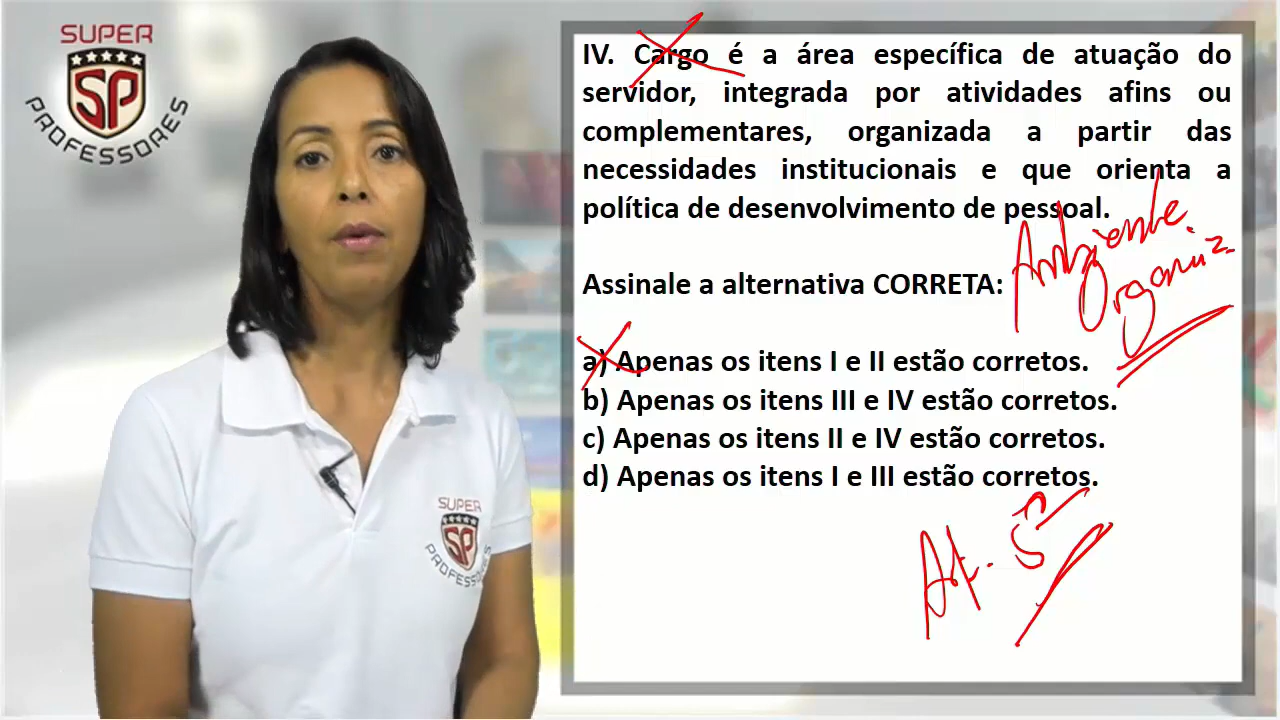 SUPER
SP
PROFESSORES
IV. Cargo é a área específica de atuação do
servidor, integrada por atividades afins ou
complementares, organizada a partir das
necessidades institucionais e que orienta a
política de desenvolvimento de pessoal.
Ambiente
Assinale a alternativa CORRETA:
a) Apenas os itens I e II estão corretos.
b) Apenas os itens III e IV estão corretos.
c) Apenas os itens II e IV estão corretos.
d) Apenas os itens I e III estão corretos.
Art. 5º
SUPER
SP
PROFESSORES